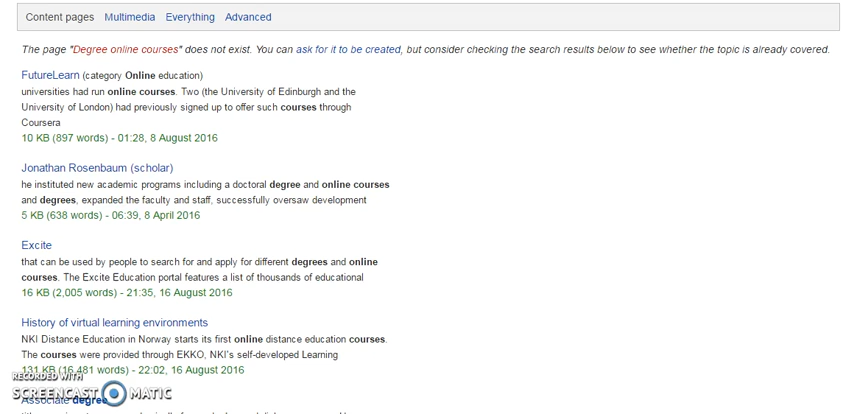 Content pages Multimedia Everything Advanced
The page "Degree online courses" does not exist. You can ask for it to be created, but consider checking the search results below to see whether the topic is already covered.
FutureLearn (category Online education)
universities had run online courses. Two (the University of Edinburgh and the
University of London) had previously signed up to offer such courses through
Coursera
10 KB (897 words) - 01:28, 8 August 2016
Jonathan Rosenbaum (scholar)
he instituted new academic programs including a doctoral degree and online courses
and degrees, expanded the faculty and staff, successfully oversaw development
5 KB (638 words) - 06:39, 8 April 2016
Excite
that can be used by people to search for and apply for different degrees and online
courses. The Excite Education portal features a list of thousands of educational
16 KB (2,005 words) - 21:35, 16 August 2016
History of virtual learning environments
NKI Distance Education in Norway starts its first online distance education courses.
The courses were provided through EKKO, NKI's self-developed Learning
131 KB (16,481 words) - 22:02, 16 August 2016
RECORDED WITH
SCREENCAST MATIC
Associate degree